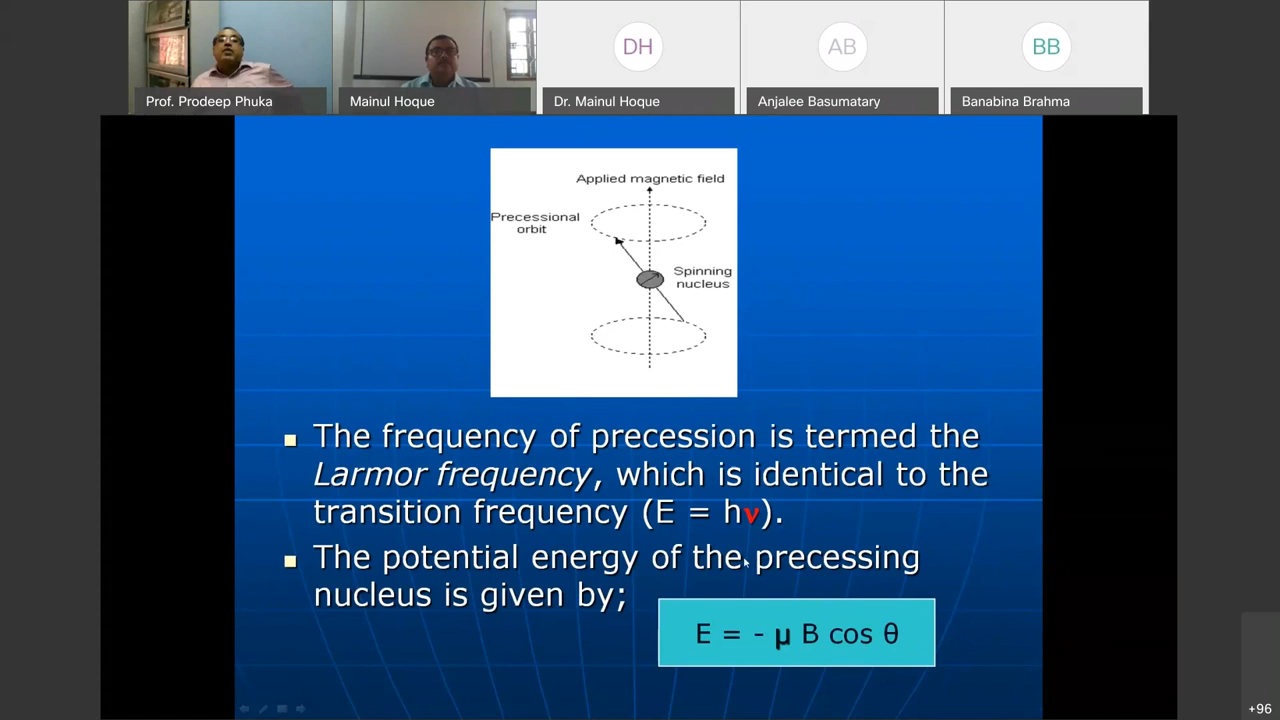 DH
AB
BB
Prof. Prodeep Phuka
Mainul Hoque
Dr. Mainul Hoque
Anjalee Basumatary
Banabina Brahma
Applied magnetic field
Precessional
orbit
Spinning
nucleus
▪ The frequency of precession is termed the
Larmor frequency, which is identical to the
transition frequency (E = hν).
▪ The potential energy of the precessing
nucleus is given by;
E = - μ B cos θ
+96